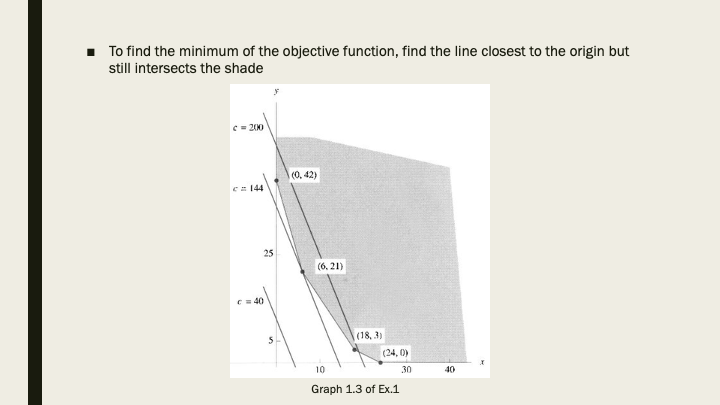 ■ To find the minimum of the objective function, find the line closest to the origin but
still intersects the shade
y
c = 200
(0, 42)
c = 144
25
(6, 21)
c = 40
(18, 3)
5
(24, 0)
x
10 30 40
Graph 1.3 of Ex.1